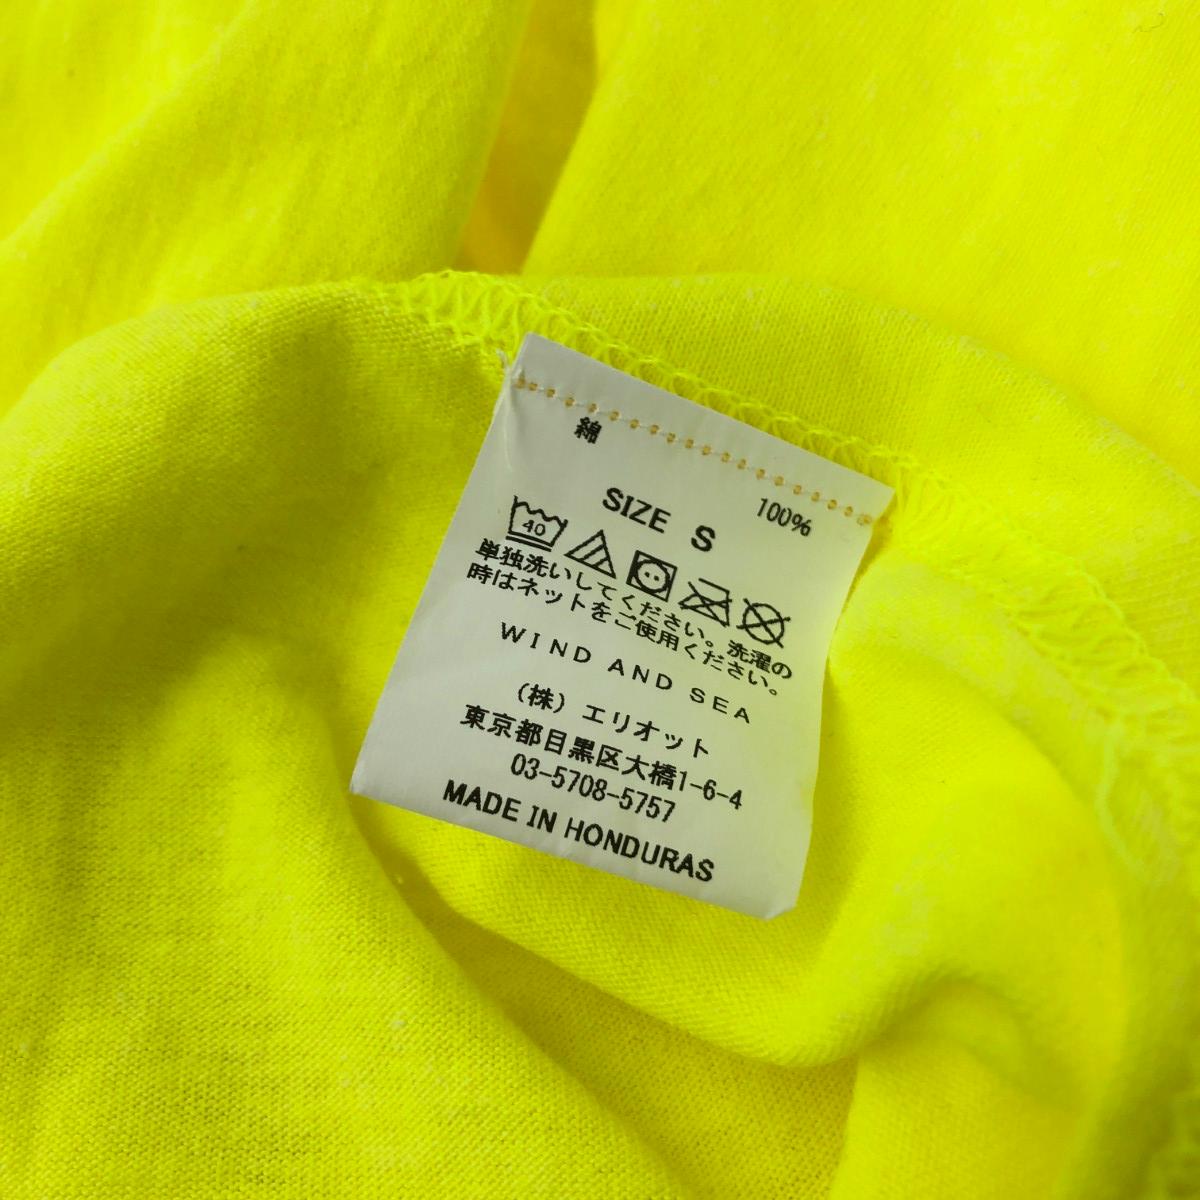 綿 100%
SIZE S
40
単独洗いしてください。洗濯の
時はネットをご使用ください。
WIND AND SEA
(株) エリオット
東京都目黒区大橋1-6-4
03-5708-5757
MADE IN HONDURAS